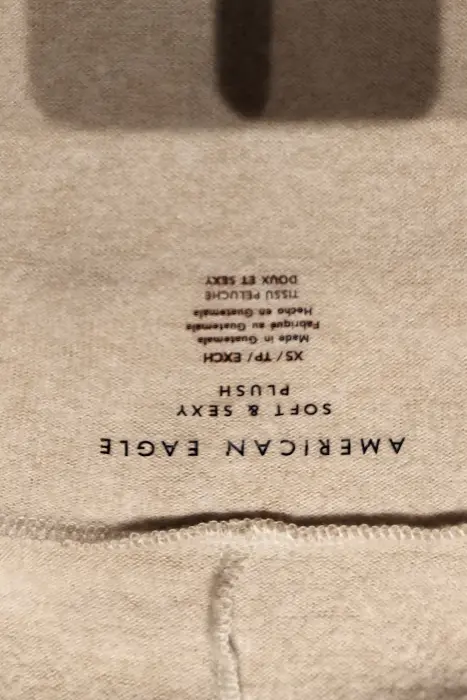 AMERICAN EAGLE
SOFT & SEXY
PLUSH
XS / TP / EXCH
Made in Guatemala
Fabriqué au Guatemala
Hecho en Guatemala
TISSU PELUCHE
DOUX ET SEXY